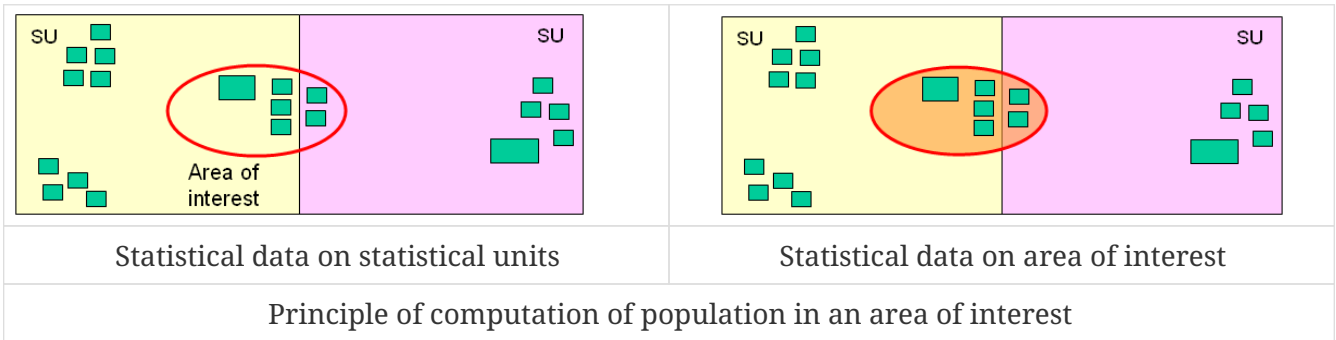 SU
SU
Area of
interest
SU
SU
Statistical data on statistical units
Statistical data on area of interest
Principle of computation of population in an area of interest